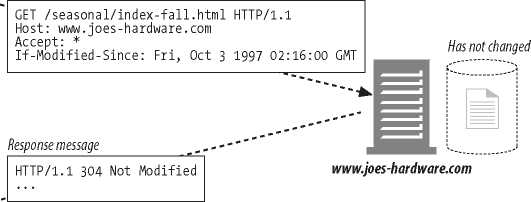 GET /seasonal/index-fall.html HTTP/1.1
Host: www.joes-hardware.com
Accept: *
If-Modified-Since: Fri, Oct 3 1997 02:16:00 GMT
Has not changed
www.joes-hardware.com
Response message
HTTP/1.1 304 Not Modified
...